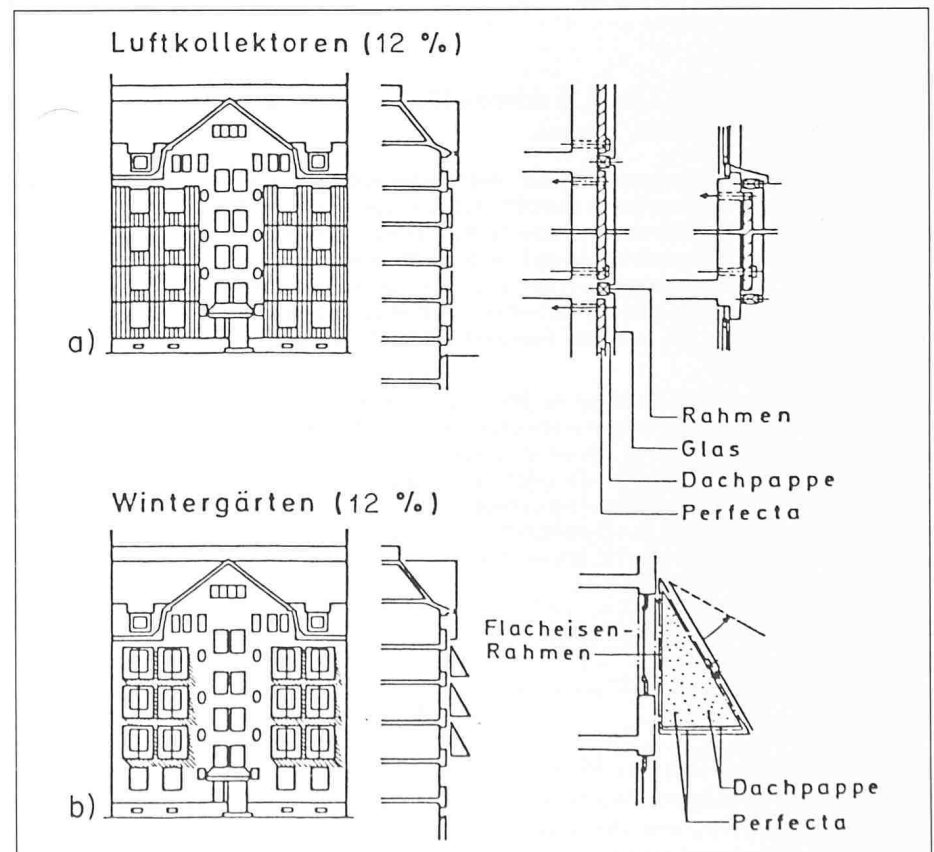 Luftkollektoren (12 %)
a)
Rahmen
Glas
Dachpappe
Perfecta
Wintergärten (12 %)
Flacheisen-
Rahmen
b)
Dachpappe
Perfecta